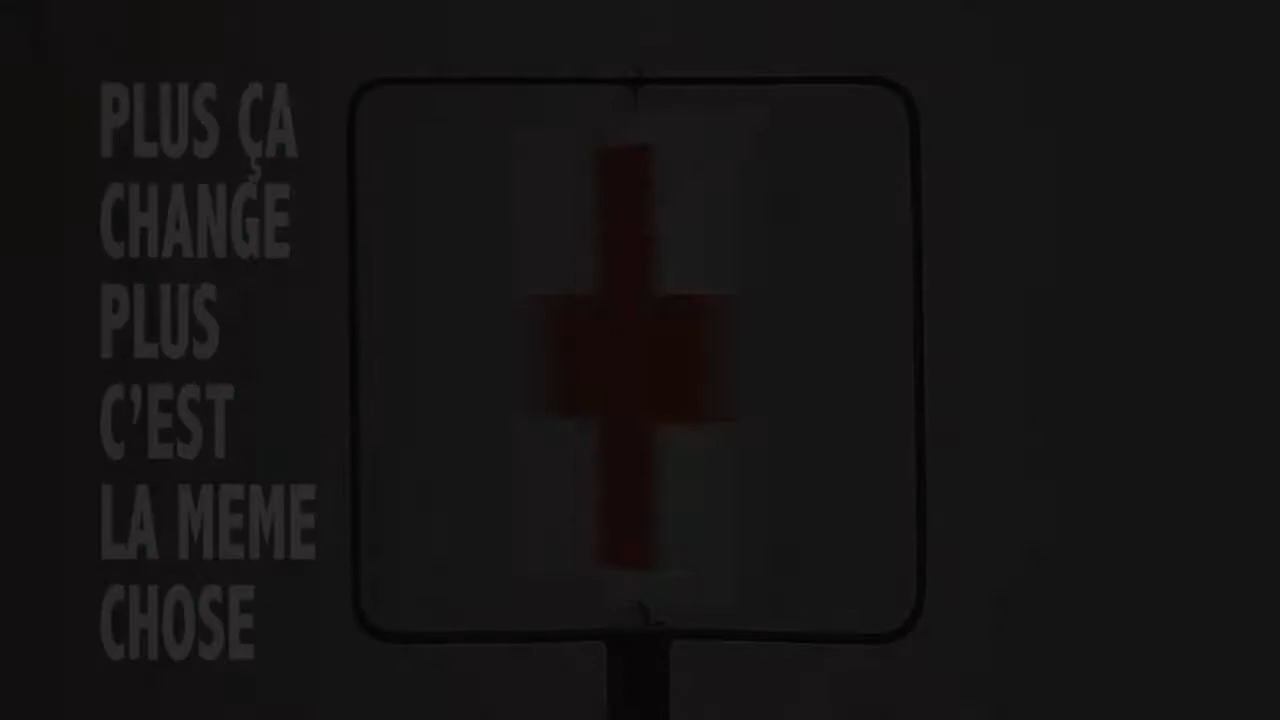 PLUS ÇA
CHANGE
PLUS
C’EST
LA MEME
CHOSE